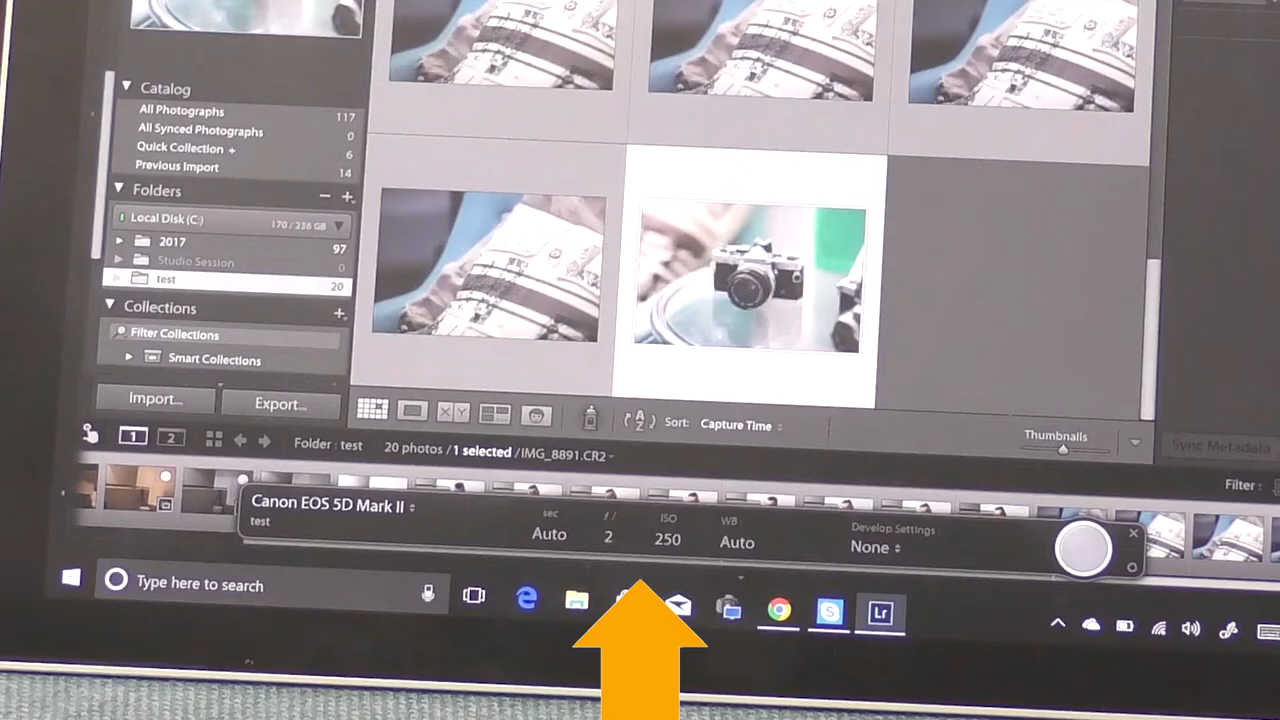 Catalog
All Photographs 117
All Synced Photographs 0
Quick Collection + 6
Previous Import 14
Folders
Local Disk (C:) 170 / 236 GB
2017 97
Studio Session 0
test 20
Collections
Filter Collections
Smart Collections
Import... Export...
X Y
A Z
Sort: Capture Time
Thumbnails
Sync Metadata
1 2
Folder : test
20 photos / 1 selected / IMG_8891.CR2
Filter :
Canon EOS 5D Mark II
test
sec f / ISO WB
Auto 2 250 Auto
Develop Settings
None
Type here to search
Lr